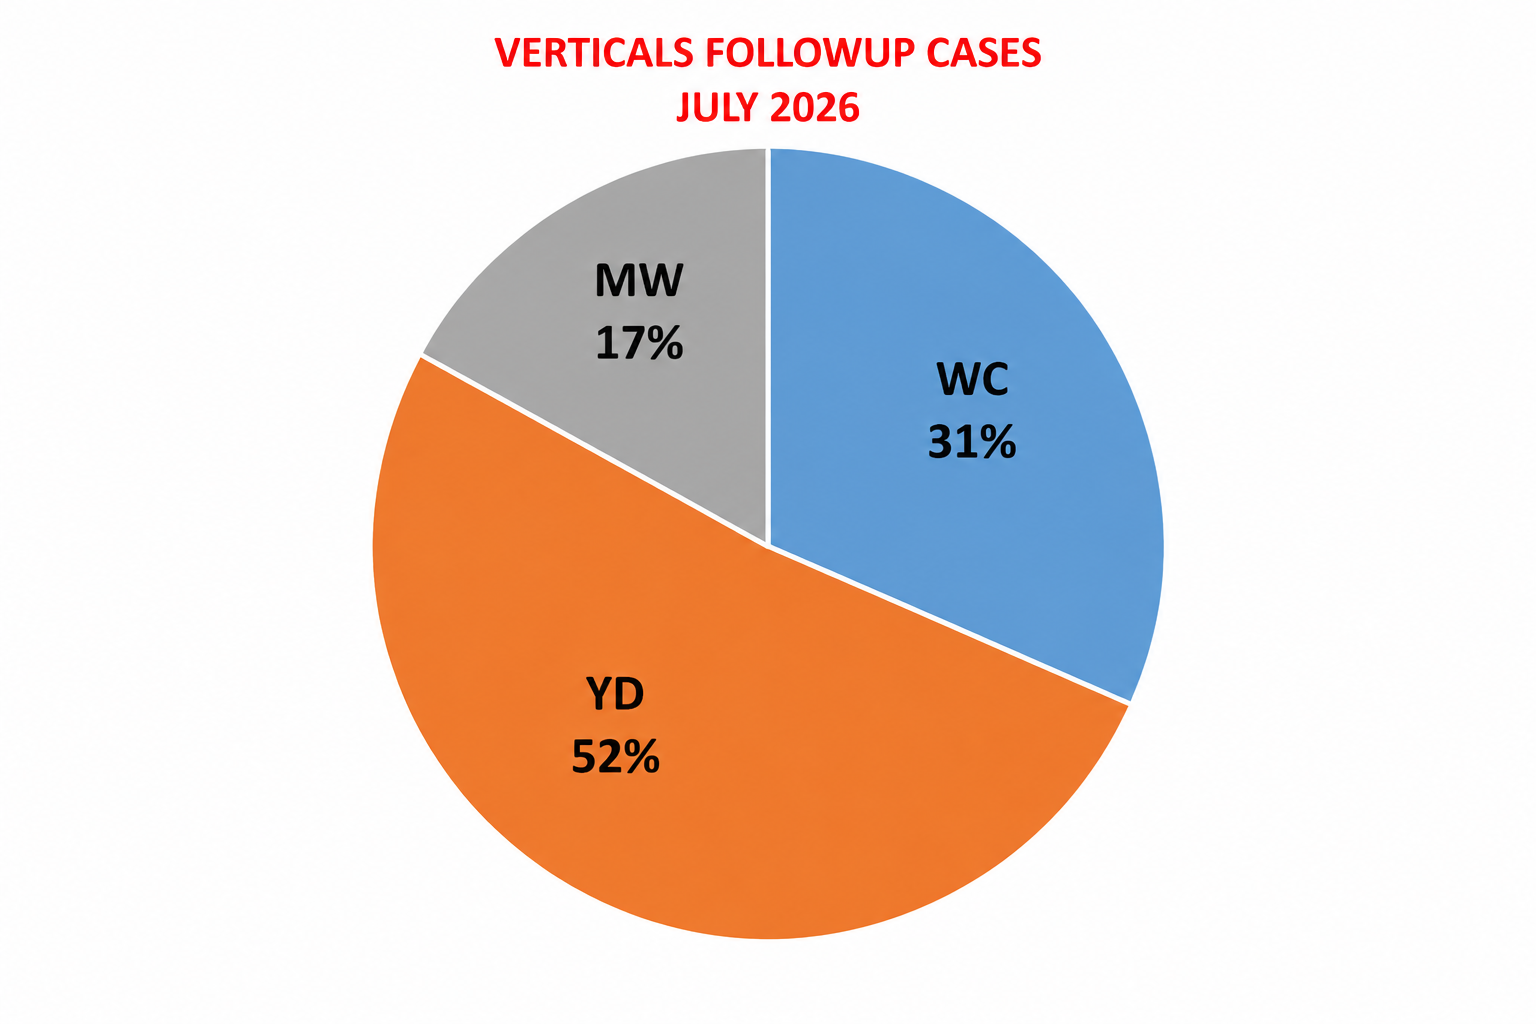 VERTICALS FOLLOWUP CASES
JULY 2026
MW
17%
WC
31%
YD
52%